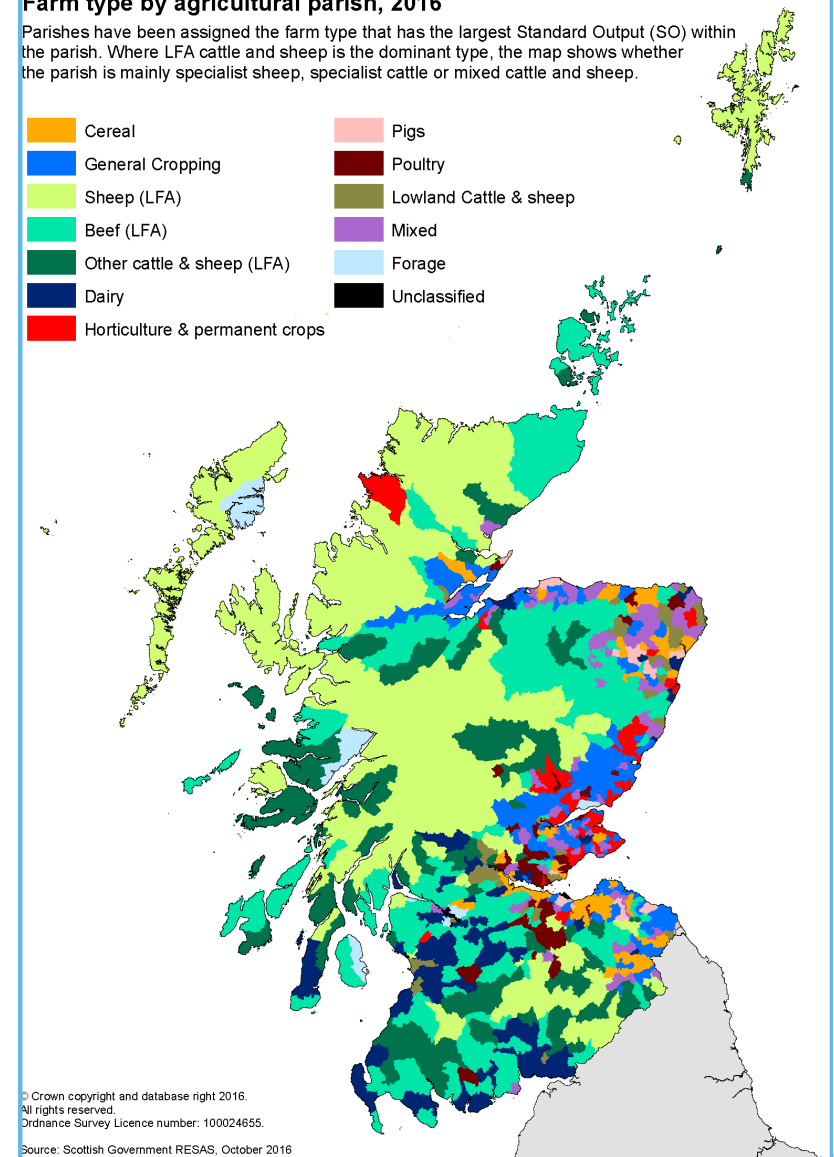 Farm type by agricultural parish, 2016
Parishes have been assigned the farm type that has the largest Standard Output (SO) within
the parish. Where LFA cattle and sheep is the dominant type, the map shows whether
the parish is mainly specialist sheep, specialist cattle or mixed cattle and sheep.
Cereal
General Cropping
Sheep (LFA)
Beef (LFA)
Other cattle & sheep (LFA)
Dairy
Horticulture & permanent crops
Pigs
Poultry
Lowland Cattle & sheep
Mixed
Forage
Unclassified
© Crown copyright and database right 2016.
All rights reserved.
Ordnance Survey Licence number: 100024655.
Source: Scottish Government RESAS, October 2016